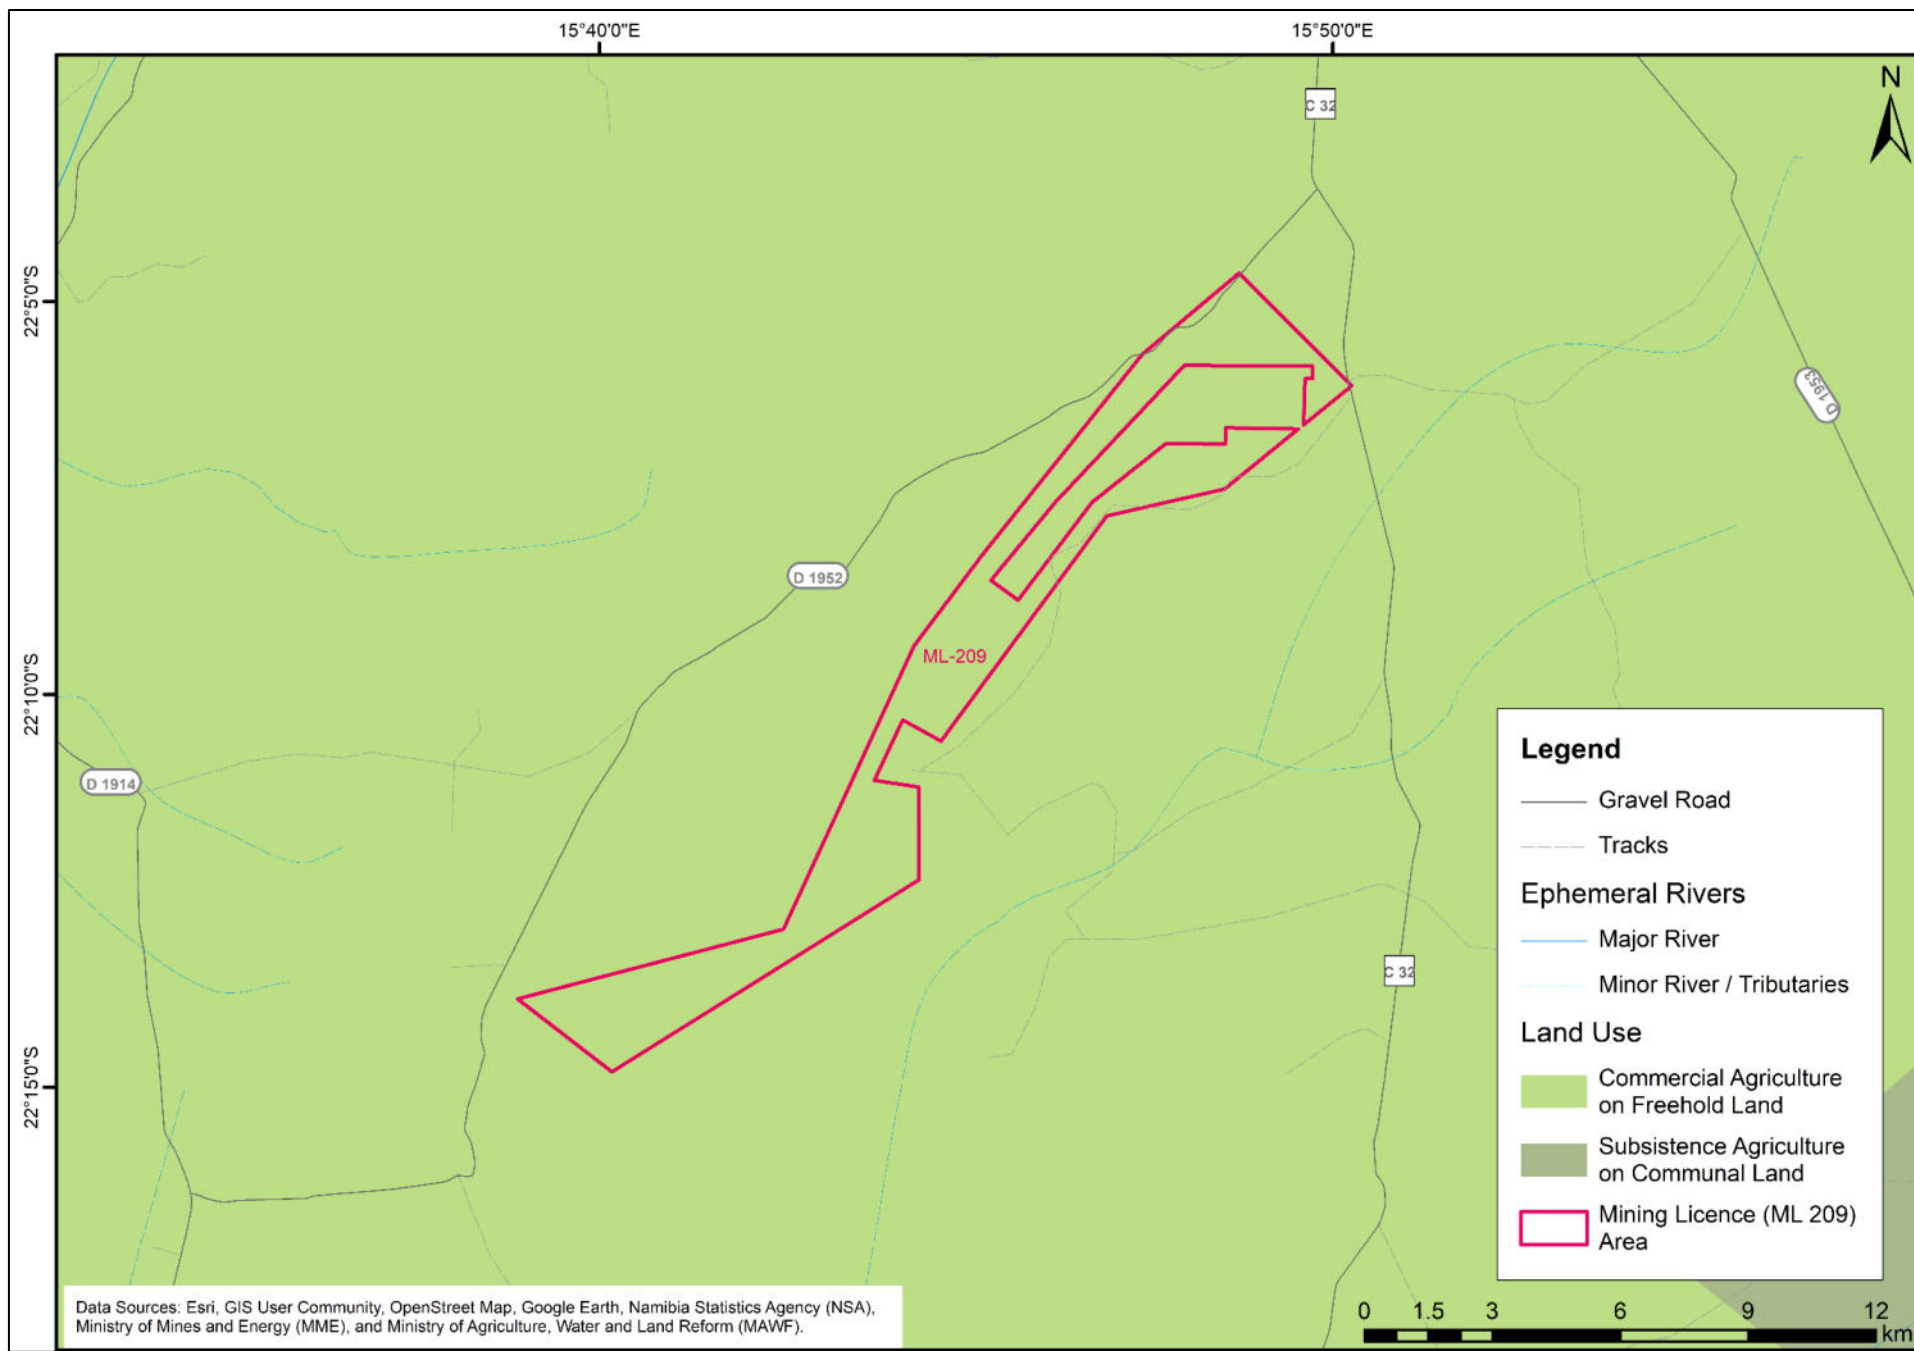 15°40'0"E
15°50'0"E
N
C 32
22°5'0"S
D 1953
D 1952
ML-209
22°10'0"S
D 1914
C 32
22°15'0"S
Legend
Gravel Road
Tracks
Ephemeral Rivers
Major River
Minor River / Tributaries
Land Use
Commercial Agriculture
on Freehold Land
Subsistence Agriculture
on Communal Land
Mining Licence (ML 209)
Area
Data Sources: Esri, GIS User Community, OpenStreet Map, Google Earth, Namibia Statistics Agency (NSA),
Ministry of Mines and Energy (MME), and Ministry of Agriculture, Water and Land Reform (MAWF).
0 1.5 3 6 9 12
km